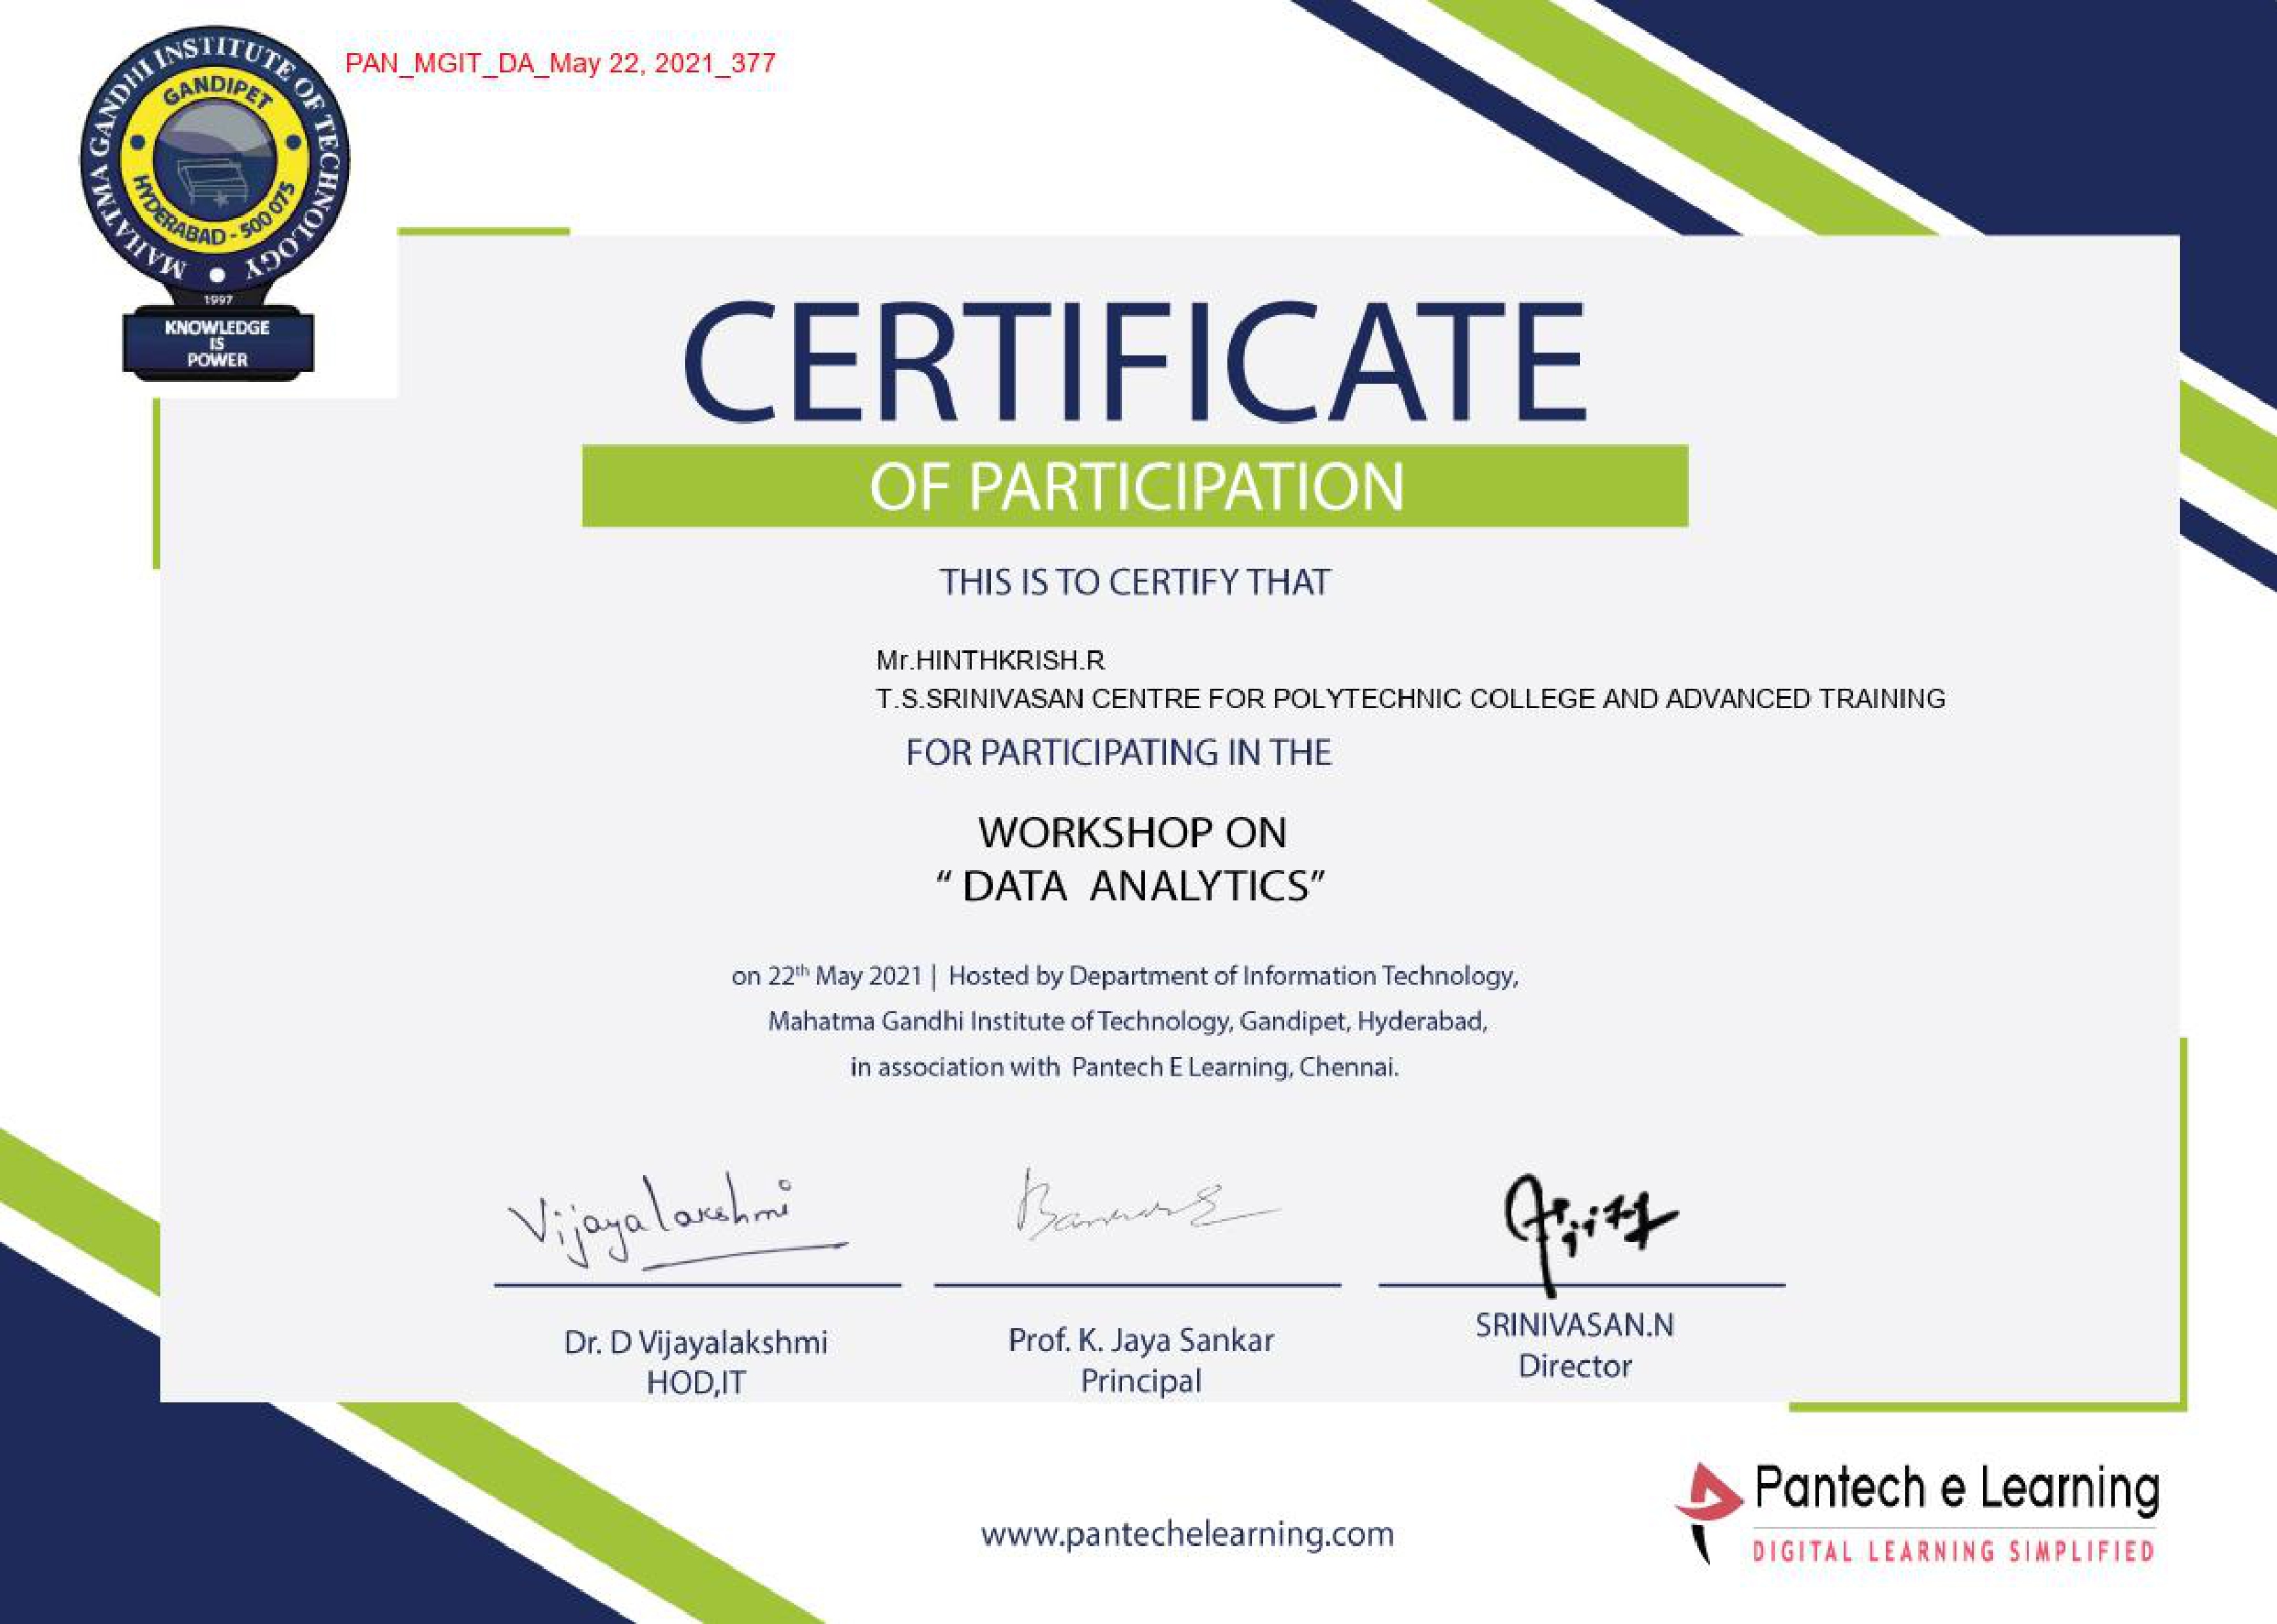 MAHATMA GANDHI INSTITUTE OF TECHNOLOGY
GANDIPET
HYDERABAD - 500 075
1997
KNOWLEDGE
IS
POWER
PAN_MGIT_DA_May 22, 2021_377
CERTIFICATE
OF PARTICIPATION
THIS IS TO CERTIFY THAT
Mr.HINTHKRISH.R
T.S.SRINIVASAN CENTRE FOR POLYTECHNIC COLLEGE AND ADVANCED TRAINING
FOR PARTICIPATING IN THE
WORKSHOP ON
“ DATA ANALYTICS”
on 22th May 2021 | Hosted by Department of Information Technology,
Mahatma Gandhi Institute of Technology, Gandipet, Hyderabad,
in association with Pantech E Learning, Chennai.
Vijayalakshmi
Dr. D Vijayalakshmi
HOD,IT
Prof. K. Jaya Sankar
Principal
SRINIVASAN.N
Director
www.pantechelearning.com
Pantech e Learning
DIGITAL LEARNING SIMPLIFIED